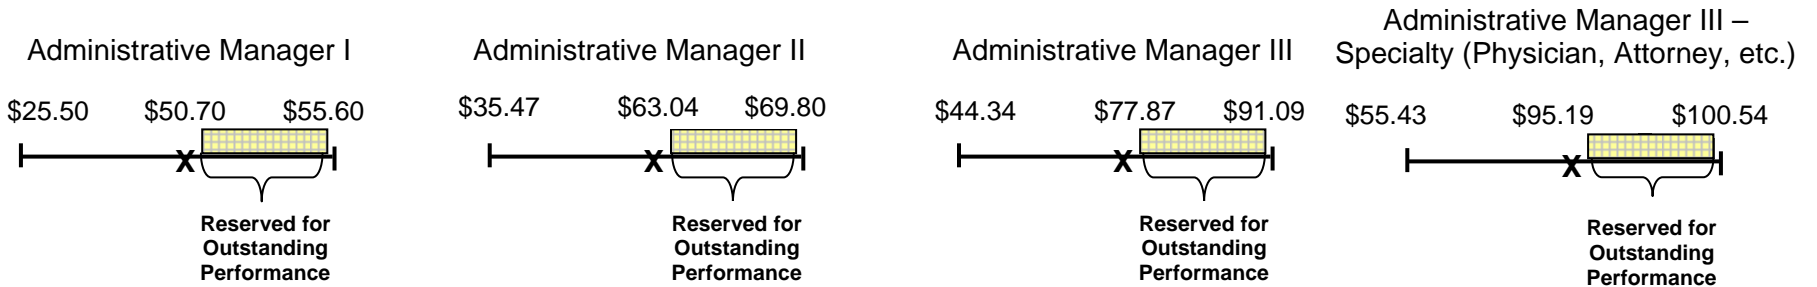 Administrative Manager I
$25.50 $50.70 $55.60
X
Reserved for
Outstanding
Performance
Administrative Manager II
$35.47 $63.04 $69.80
X
Reserved for
Outstanding
Performance
Administrative Manager III
$44.34 $77.87 $91.09
X
Reserved for
Outstanding
Performance
Administrative Manager III –
Specialty (Physician, Attorney, etc.)
$55.43 $95.19 $100.54
X
Reserved for
Outstanding
Performance